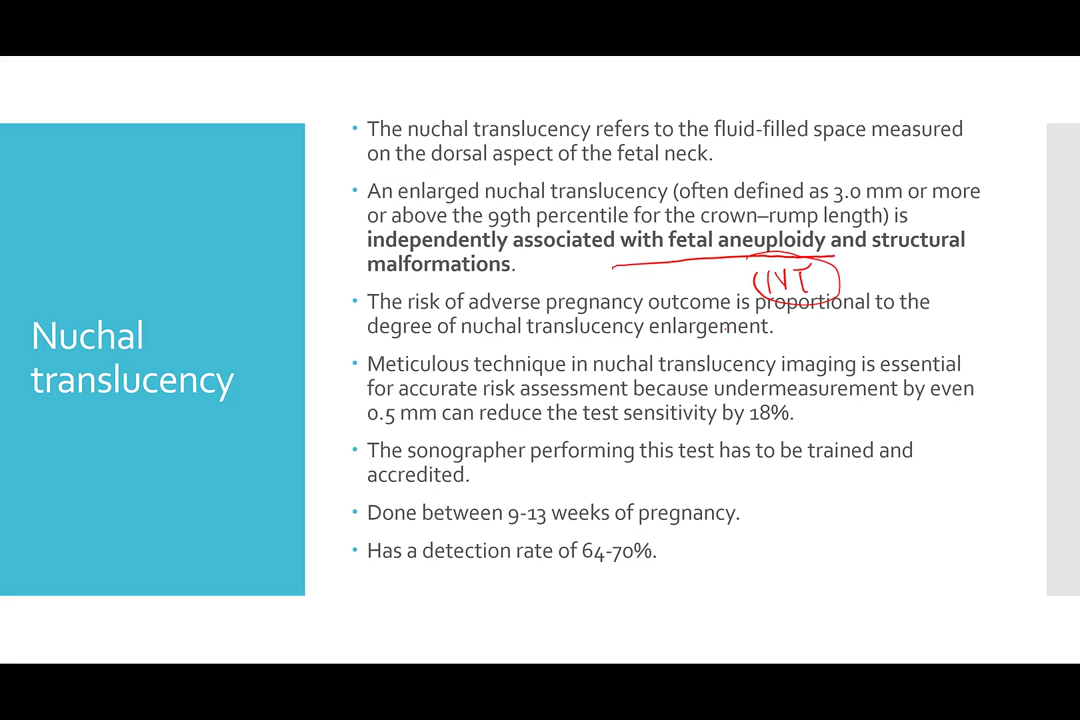 Nuchal
translucency
• The nuchal translucency refers to the fluid-filled space measured
on the dorsal aspect of the fetal neck.
• An enlarged nuchal translucency (often defined as 3.0 mm or more
or above the 99th percentile for the crown–rump length) is
independently associated with fetal aneuploidy and structural
malformations.
• The risk of adverse pregnancy outcome is proportional to the
degree of nuchal translucency enlargement.
• Meticulous technique in nuchal translucency imaging is essential
for accurate risk assessment because undermeasurement by even
0.5 mm can reduce the test sensitivity by 18%.
• The sonographer performing this test has to be trained and
accredited.
• Done between 9-13 weeks of pregnancy.
• Has a detection rate of 64-70%.